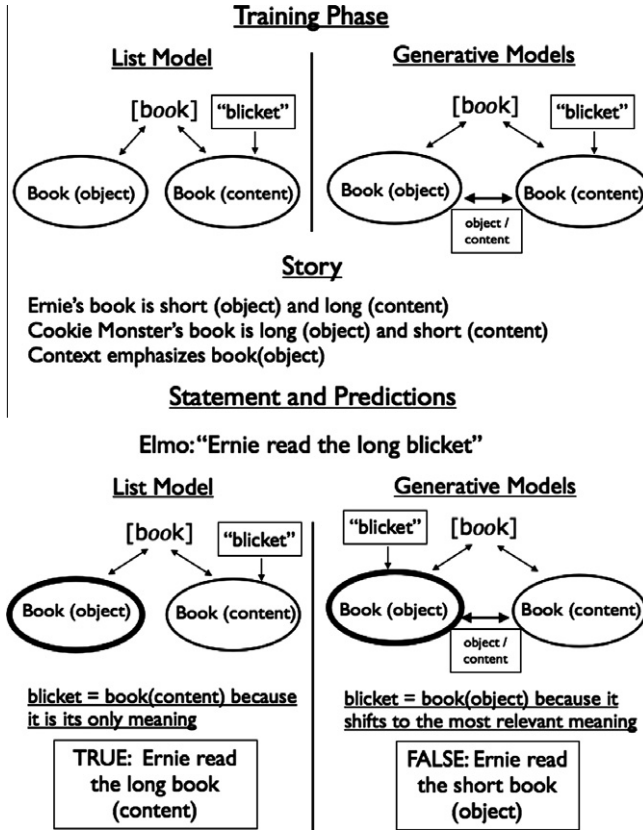 Training Phase
List Model
[book]
"blicket"
Book (object)
Book (content)
Generative Models
[book]
"blicket"
Book (object)
Book (content)
object /
content
Story
Ernie's book is short (object) and long (content)
Cookie Monster's book is long (object) and short (content)
Context emphasizes book(object)
Statement and Predictions
Elmo: "Ernie read the long blicket"
List Model
[book]
"blicket"
Book (object)
Book (content)
blicket = book(content) because
it is its only meaning
TRUE: Ernie read
the long book
(content)
Generative Models
"blicket"
[book]
Book (object)
Book (content)
object /
content
blicket = book(object) because it
shifts to the most relevant meaning
FALSE: Ernie read
the short book
(object)